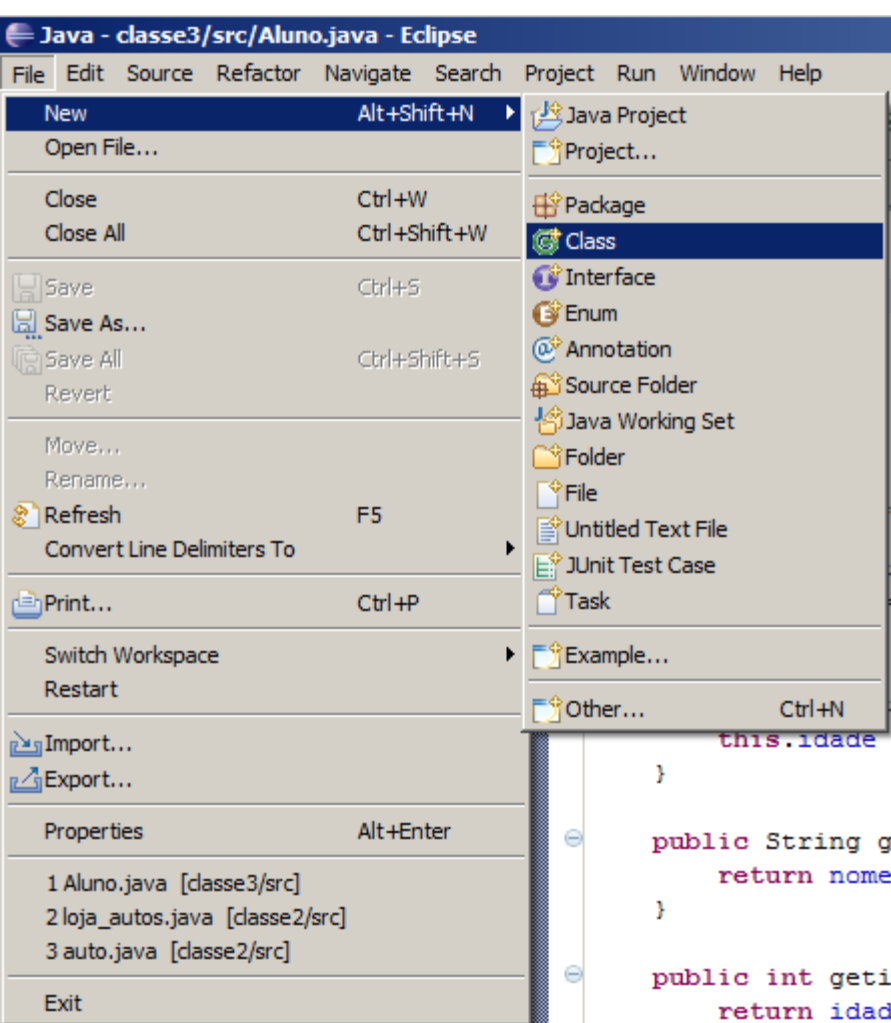 Java - classe3/src/Aluno.java - Eclipse
File Edit Source Refactor Navigate Search Project Run Window Help
New Alt+Shift+N
Open File...
Close Ctrl+W
Close All Ctrl+Shift+W
Save Ctrl+S
Save As...
Save All Ctrl+Shift+S
Revert
Move...
Rename...
Refresh F5
Convert Line Delimiters To
Print... Ctrl+P
Switch Workspace
Restart
Import...
Export...
Properties Alt+Enter
1 Aluno.java [classe3/src]
2 loja_autos.java [classe2/src]
3 auto.java [classe2/src]
Exit
Java Project
Project...
Package
Class
Interface
Enum
Annotation
Source Folder
Java Working Set
Folder
File
Untitled Text File
JUnit Test Case
Task
Example...
Other... Ctrl+N
this.idade
}
public String g
return nome
}
public int geti
return idad